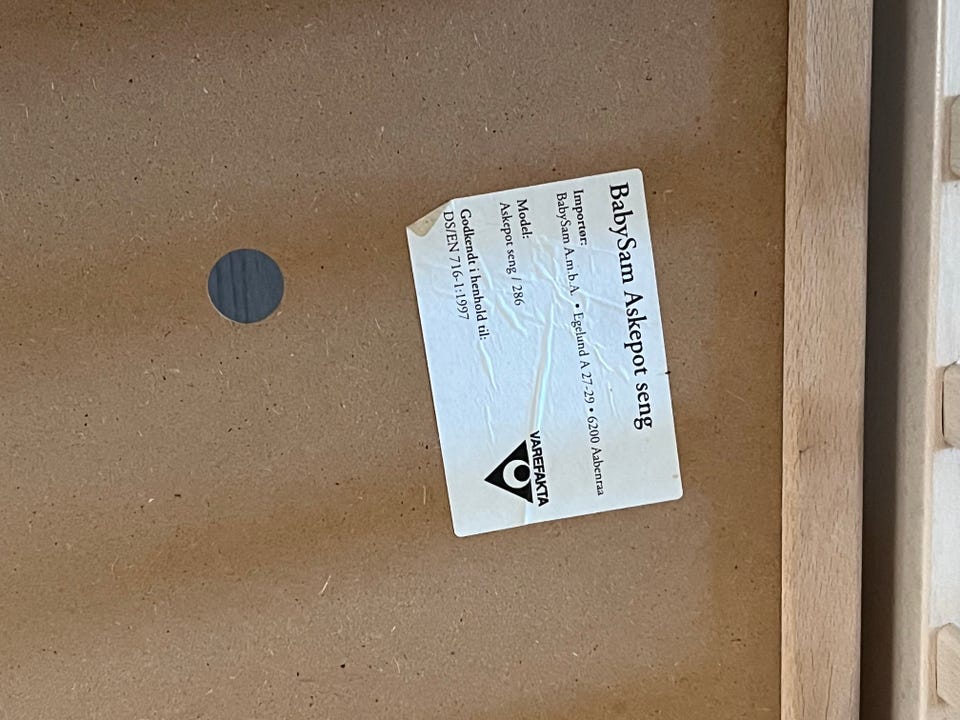 BabySam Askepot seng
Importør:
BabySam A.m.b.A. • Egelund A 27-29 • 6200 Aabenraa
Model:
Askepot seng / 286
Godkendt i henhold til:
DS/EN 716-1:1997
VAREFAKTA